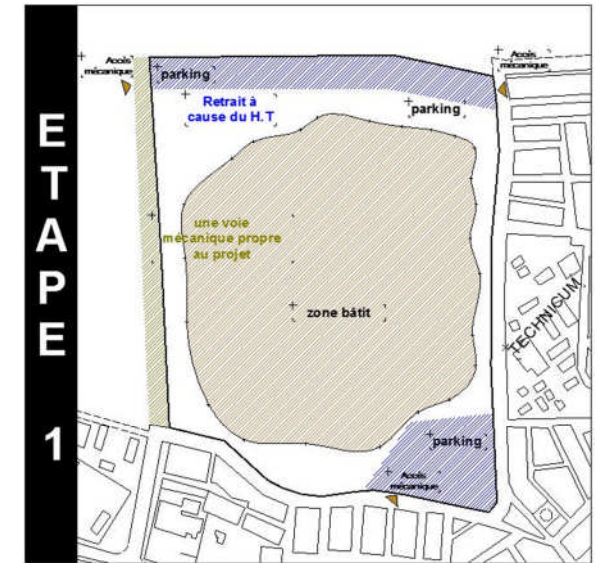 ETAPE 1
Accès
mécanique
Accès
mécanique
parking
Retrait à
cause du H.T
parking
une voie
mécanique propre
au projet
zone bâtit
TECHNICUM
parking
Accès
mécanique